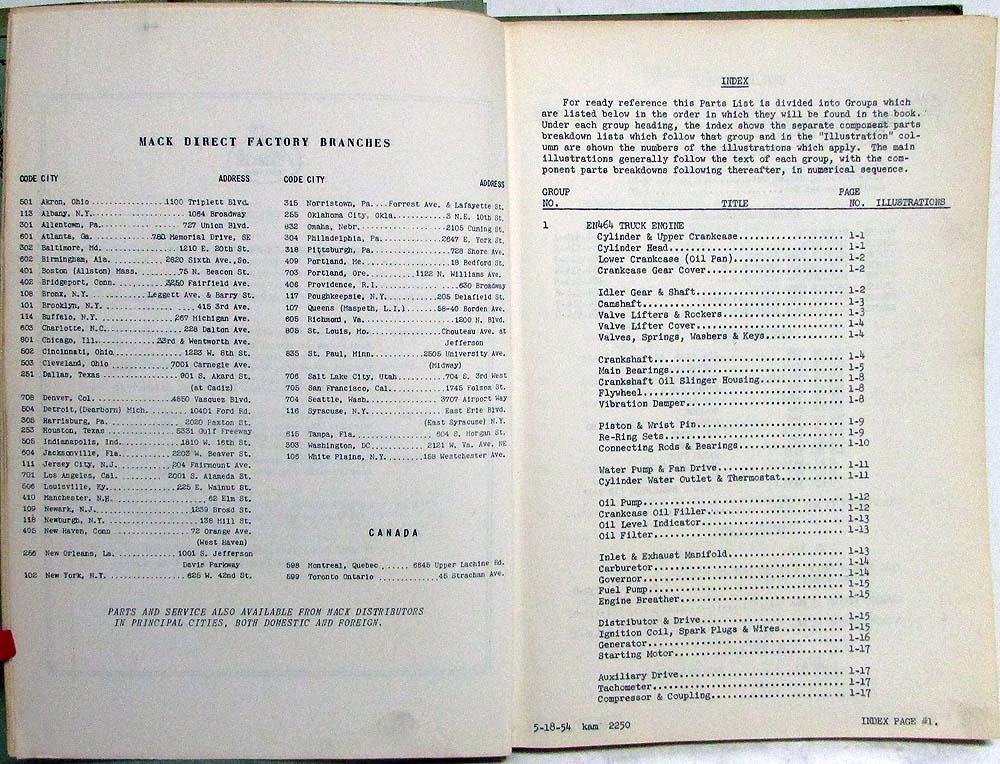 MACK DIRECT FACTORY BRANCHES
CODE CITY ADDRESS
501 Akron, Ohio 1100 Triplett Blvd.
113 Albany, N.Y. 1064 Broadway
301 Allentown, Pa. 727 Union Blvd.
601 Atlanta, Ga. 780 Memorial Drive, SE
302 Baltimore, Md. 1210 E. 20th St.
602 Birmingham, Ala. 2820 Sixth Ave., So.
401 Boston (Allston) Mass. 75 N. Beacon St.
402 Bridgeport, Conn. 3250 Fairfield Ave.
108 Bronx, N.Y. Leggett Ave. & Barry St.
101 Brooklyn, N.Y. 415 3rd Ave.
114 Buffalo, N.Y. 267 Michigan Ave.
603 Charlotte, N.C. 228 Dalton Ave.
801 Chicago, Ill. 33rd & Wentworth Ave.
502 Cincinnati, Ohio 1223 W. 8th St.
503 Cleveland, Ohio 7001 Carnegie Ave.
251 Dallas, Texas 901 S. Akard St.
(at Cadiz)
708 Denver, Col. 4850 Vasquez Blvd.
504 Detroit, (Dearborn) Mich. 10401 Ford Rd.
305 Harrisburg, Pa. 2020 Paxton St.
253 Houston, Texas 5331 Gulf Freeway
505 Indianapolis, Ind. 1810 W. 16th St.
604 Jacksonville, Fla. 2203 W. Beaver St.
111 Jersey City, N.J. 204 Fairmount Ave.
701 Los Angeles, Cal. 2001 S. Alameda St.
506 Louisville, Ky. 225 E. Walnut St.
410 Manchester, N.H. 62 Elm St.
109 Newark, N.J. 1239 Broad St.
118 Newburgh, N.Y. 138 Mill St.
405 New Haven, Conn 72 Orange Ave.
(West Haven)
256 New Orleans, La. 1001 S. Jefferson
Davis Parkway
102 New York, N.Y. 625 W. 42nd St.
CODE CITY ADDRESS
315 Norristown, Pa. Forrest Ave. & Lafayette St.
255 Oklahoma City, Okla. 3 N.E. 10th St.
832 Omaha, Nebr. 2105 Cuming St.
304 Philadelphia, Pa. 2647 E. York St.
318 Pittsburgh, Pa. 728 Shore Ave.
409 Portland, Me. 18 Bedford St.
703 Portland, Ore. 1122 N. Williams Ave.
406 Providence, R.I. 630 Broadway
117 Poughkeepsie, N.Y. 205 Delafield St.
107 Queens (Maspeth, L.I.) 58-40 Borden Ave.
605 Richmond, Va. 1200 N. Blvd.
805 St. Louis, Mo. Chouteau Ave. at
Jefferson
835 St. Paul, Minn. 2505 University Ave.
(Midway)
706 Salt Lake City, Utah 704 S. 3rd West
705 San Francisco, Cal. 1745 Folsom St.
704 Seattle, Wash. 3707 Airport Way
116 Syracuse, N.Y. East Erie Blvd.
(East Syracuse) N.Y.
615 Tampa, Fla. 604 S. Morgan St.
303 Washington, DC 2121 W. Va. Ave. NE
106 White Plains, N.Y. 158 Westchester Ave.
CANADA
598 Montreal, Quebec 6645 Upper Lachine Rd.
599 Toronto Ontario 45 Strachan Ave.
PARTS AND SERVICE ALSO AVAILABLE FROM MACK DISTRIBUTORS
IN PRINCIPAL CITIES, BOTH DOMESTIC AND FOREIGN.
INDEX
For ready reference this Parts List is divided into Groups which
are listed below in the order in which they will be found in the book.
Under each group heading, the index shows the separate component parts
breakdown lists which follow that group and in the "Illustration" col-
umn are shown the numbers of the illustrations which apply. The main
illustrations generally follow the text of each group, with the com-
ponent parts breakdowns following thereafter, in numerical sequence.
GROUP PAGE
NO. TITLE NO. ILLUSTRATIONS
1 EN464 TRUCK ENGINE
Cylinder & Upper Crankcase 1-1
Cylinder Head 1-1
Lower Crankcase (Oil Pan) 1-2
Crankcase Gear Cover 1-2
Idler Gear & Shaft 1-2
Camshaft 1-3
Valve Lifters & Rockers 1-3
Valve Lifter Cover 1-4
Valves, Springs, Washers & Keys 1-4
Crankshaft 1-4
Main Bearings 1-5
Crankshaft Oil Slinger Housing 1-8
Flywheel 1-8
Vibration Damper 1-8
Piston & Wrist Pin 1-9
Re-Ring Sets 1-9
Connecting Rods & Bearings 1-10
Water Pump & Fan Drive 1-11
Cylinder Water Outlet & Thermostat 1-11
Oil Pump 1-12
Crankcase Oil Filler 1-12
Oil Level Indicator 1-13
Oil Filter 1-13
Inlet & Exhaust Manifold 1-13
Carburetor 1-14
Governor 1-14
Fuel Pump 1-15
Engine Breather 1-15
Distributor & Drive 1-15
Ignition Coil, Spark Plugs & Wires 1-15
Generator 1-16
Starting Motor 1-17
Auxiliary Drive 1-17
Tachometer 1-17
Compressor & Coupling 1-17
5-18-54 kam 2250 INDEX PAGE #1.